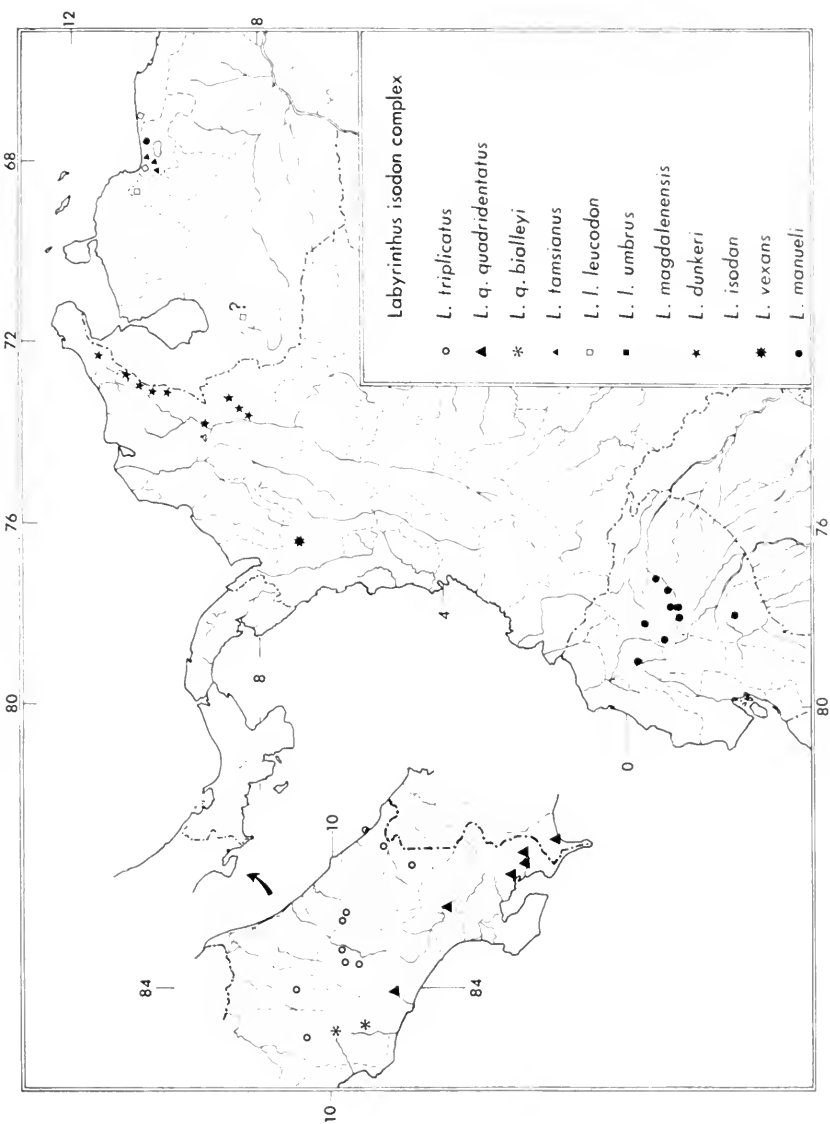 Labyrinthus isodon complex
L. triplicatus
L. q. quadridentatus
L. q. biolleyi
L. tamsianus
L. l. leucodon
L. l. umbrus
L. magdalenensis
L. dunkeri
L. isodon
L. vexans
L. manueli
12
8
68
72
76
80
?
8
4
0
76
80
10
84
84
10